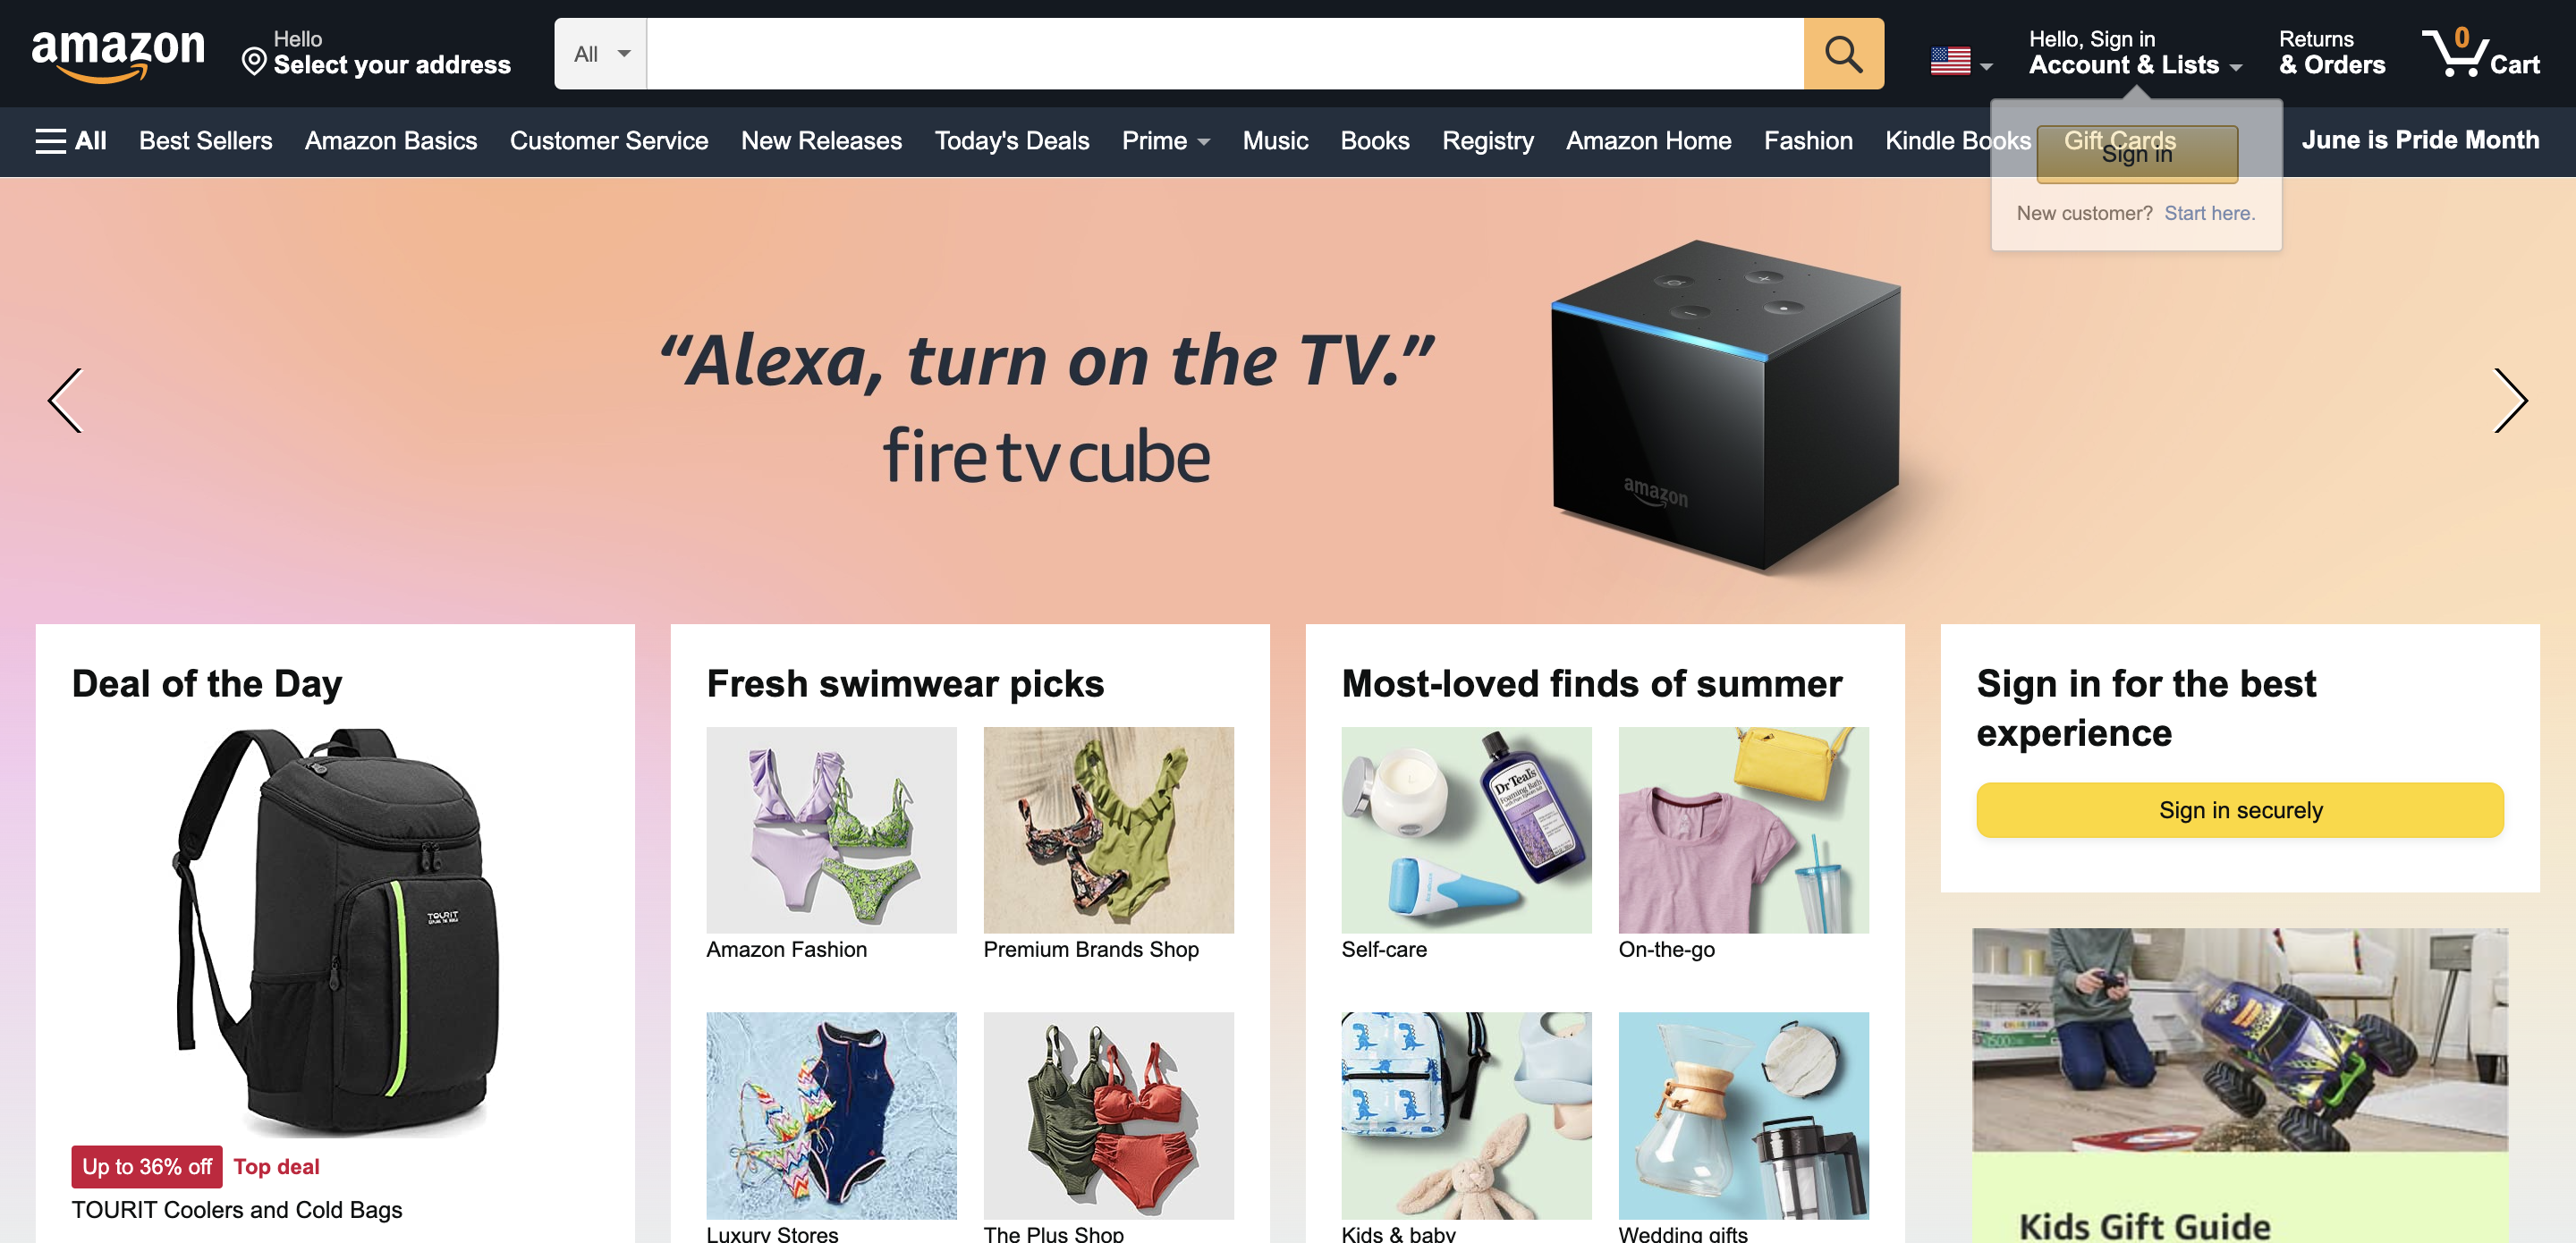 amazon
Hello
Select your address
All
Hello, Sign in
Account & Lists
Returns
& Orders
0
Cart
All
Best Sellers
Amazon Basics
Customer Service
New Releases
Today's Deals
Prime
Music
Books
Registry
Amazon Home
Fashion
Kindle Books
Gift Cards
June is Pride Month
Sign in
New customer? Start here.
“Alexa, turn on the TV.”
fire tv cube
amazon
Deal of the Day
TOURIT
Up to 36% off
Top deal
TOURIT Coolers and Cold Bags
Fresh swimwear picks
Amazon Fashion
Premium Brands Shop
Luxury Stores
The Plus Shop
Most-loved finds of summer
Dr Teal's
Foaming Bath
Self-care
On-the-go
Kids & baby
Wedding gifts
Sign in for the best
experience
Sign in securely
Kids Gift Guide